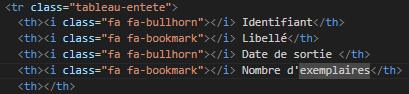 <tr class="tableau-entete">
<th><i class="fa fa-bullhorn"></i> Identifiant</th>
<th><i class="fa fa-bookmark"></i> Libellé</th>
<th><i class="fa fa-bullhorn"></i> Date de sortie </th>
<th><i class="fa fa-bookmark"></i> Nombre d'exemplaires</th>
<th></th>